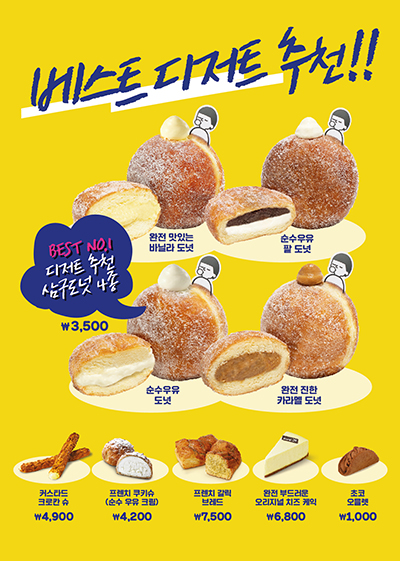 베스트 디저트 추천!!
완전 맛있는
바닐라 도넛
순수우유
팥 도넛
BEST NO.1
디저트 추천
삼구도넛 4종
₩3,500
순수우유
도넛
완전 진한
카라멜 도넛
커스타드
크로칸 슈
₩4,900
프렌치 쿠키슈
(순수 우유 크림)
₩4,200
프렌치 갈릭
브레드
₩7,500
완전 부드러운
오리지널 치즈 케익
₩6,800
초코
오믈렛
₩1,000